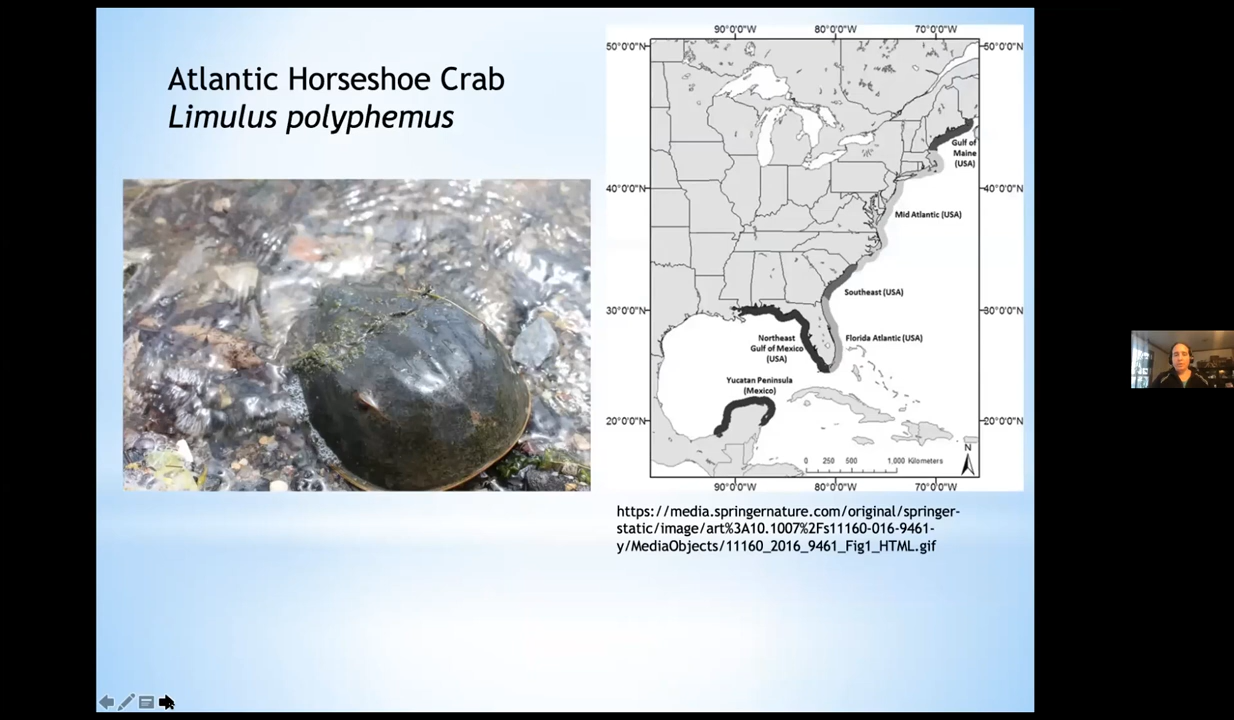 Atlantic Horseshoe Crab
Limulus polyphemus
90°0'0"W 80°0'0"W 70°0'0"W
50°0'0"N 50°0'0"N
Gulf of
Maine
(USA)
40°0'0"N 40°0'0"N
Mid Atlantic (USA)
Southeast (USA)
30°0'0"N 30°0'0"N
Northeast
Gulf of Mexico
(USA)
Florida Atlantic (USA)
Yucatan Peninsula
(Mexico)
20°0'0"N 20°0'0"N
N
0 250 500 1,000 Kilometers
90°0'0"W 80°0'0"W 70°0'0"W
https://media.springernature.com/original/springer-
static/image/art%3A10.1007%2Fs11160-016-9461-
y/MediaObjects/11160_2016_9461_Fig1_HTML.gif